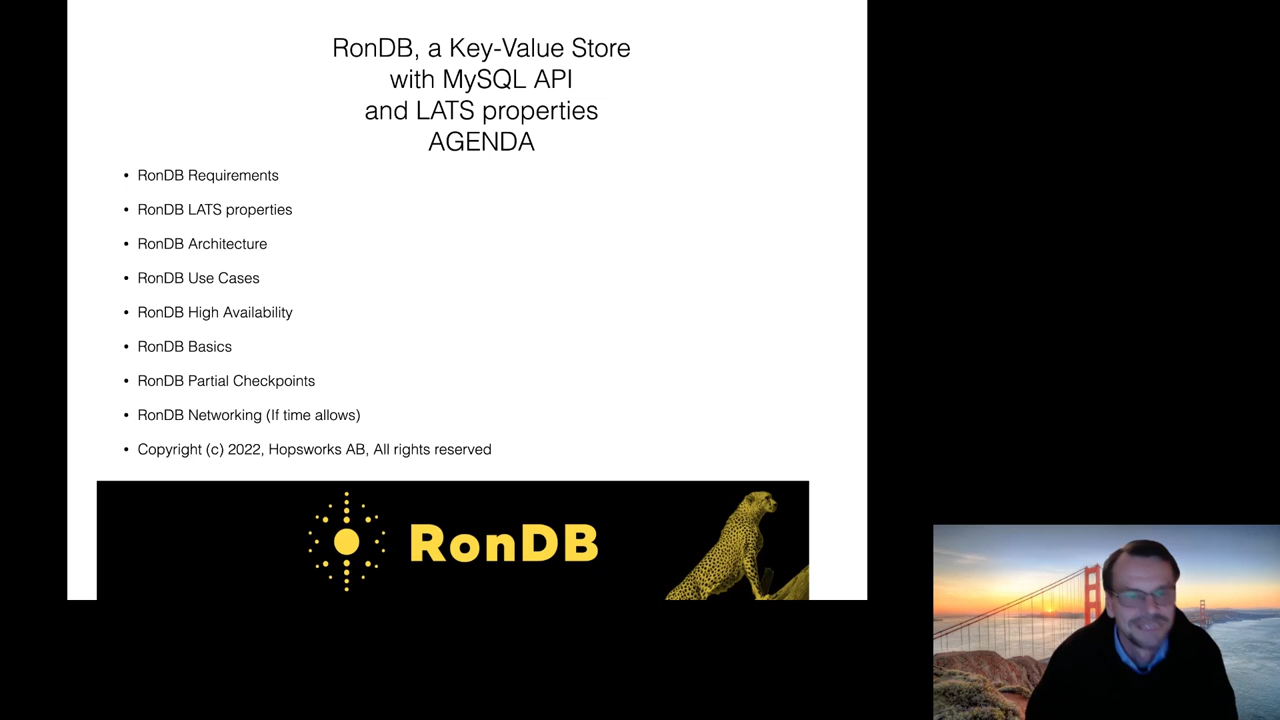 RonDB, a Key-Value Store
with MySQL API
and LATS properties
AGENDA
• RonDB Requirements
• RonDB LATS properties
• RonDB Architecture
• RonDB Use Cases
• RonDB High Availability
• RonDB Basics
• RonDB Partial Checkpoints
• RonDB Networking (If time allows)
• Copyright (c) 2022, Hopsworks AB, All rights reserved
RonDB